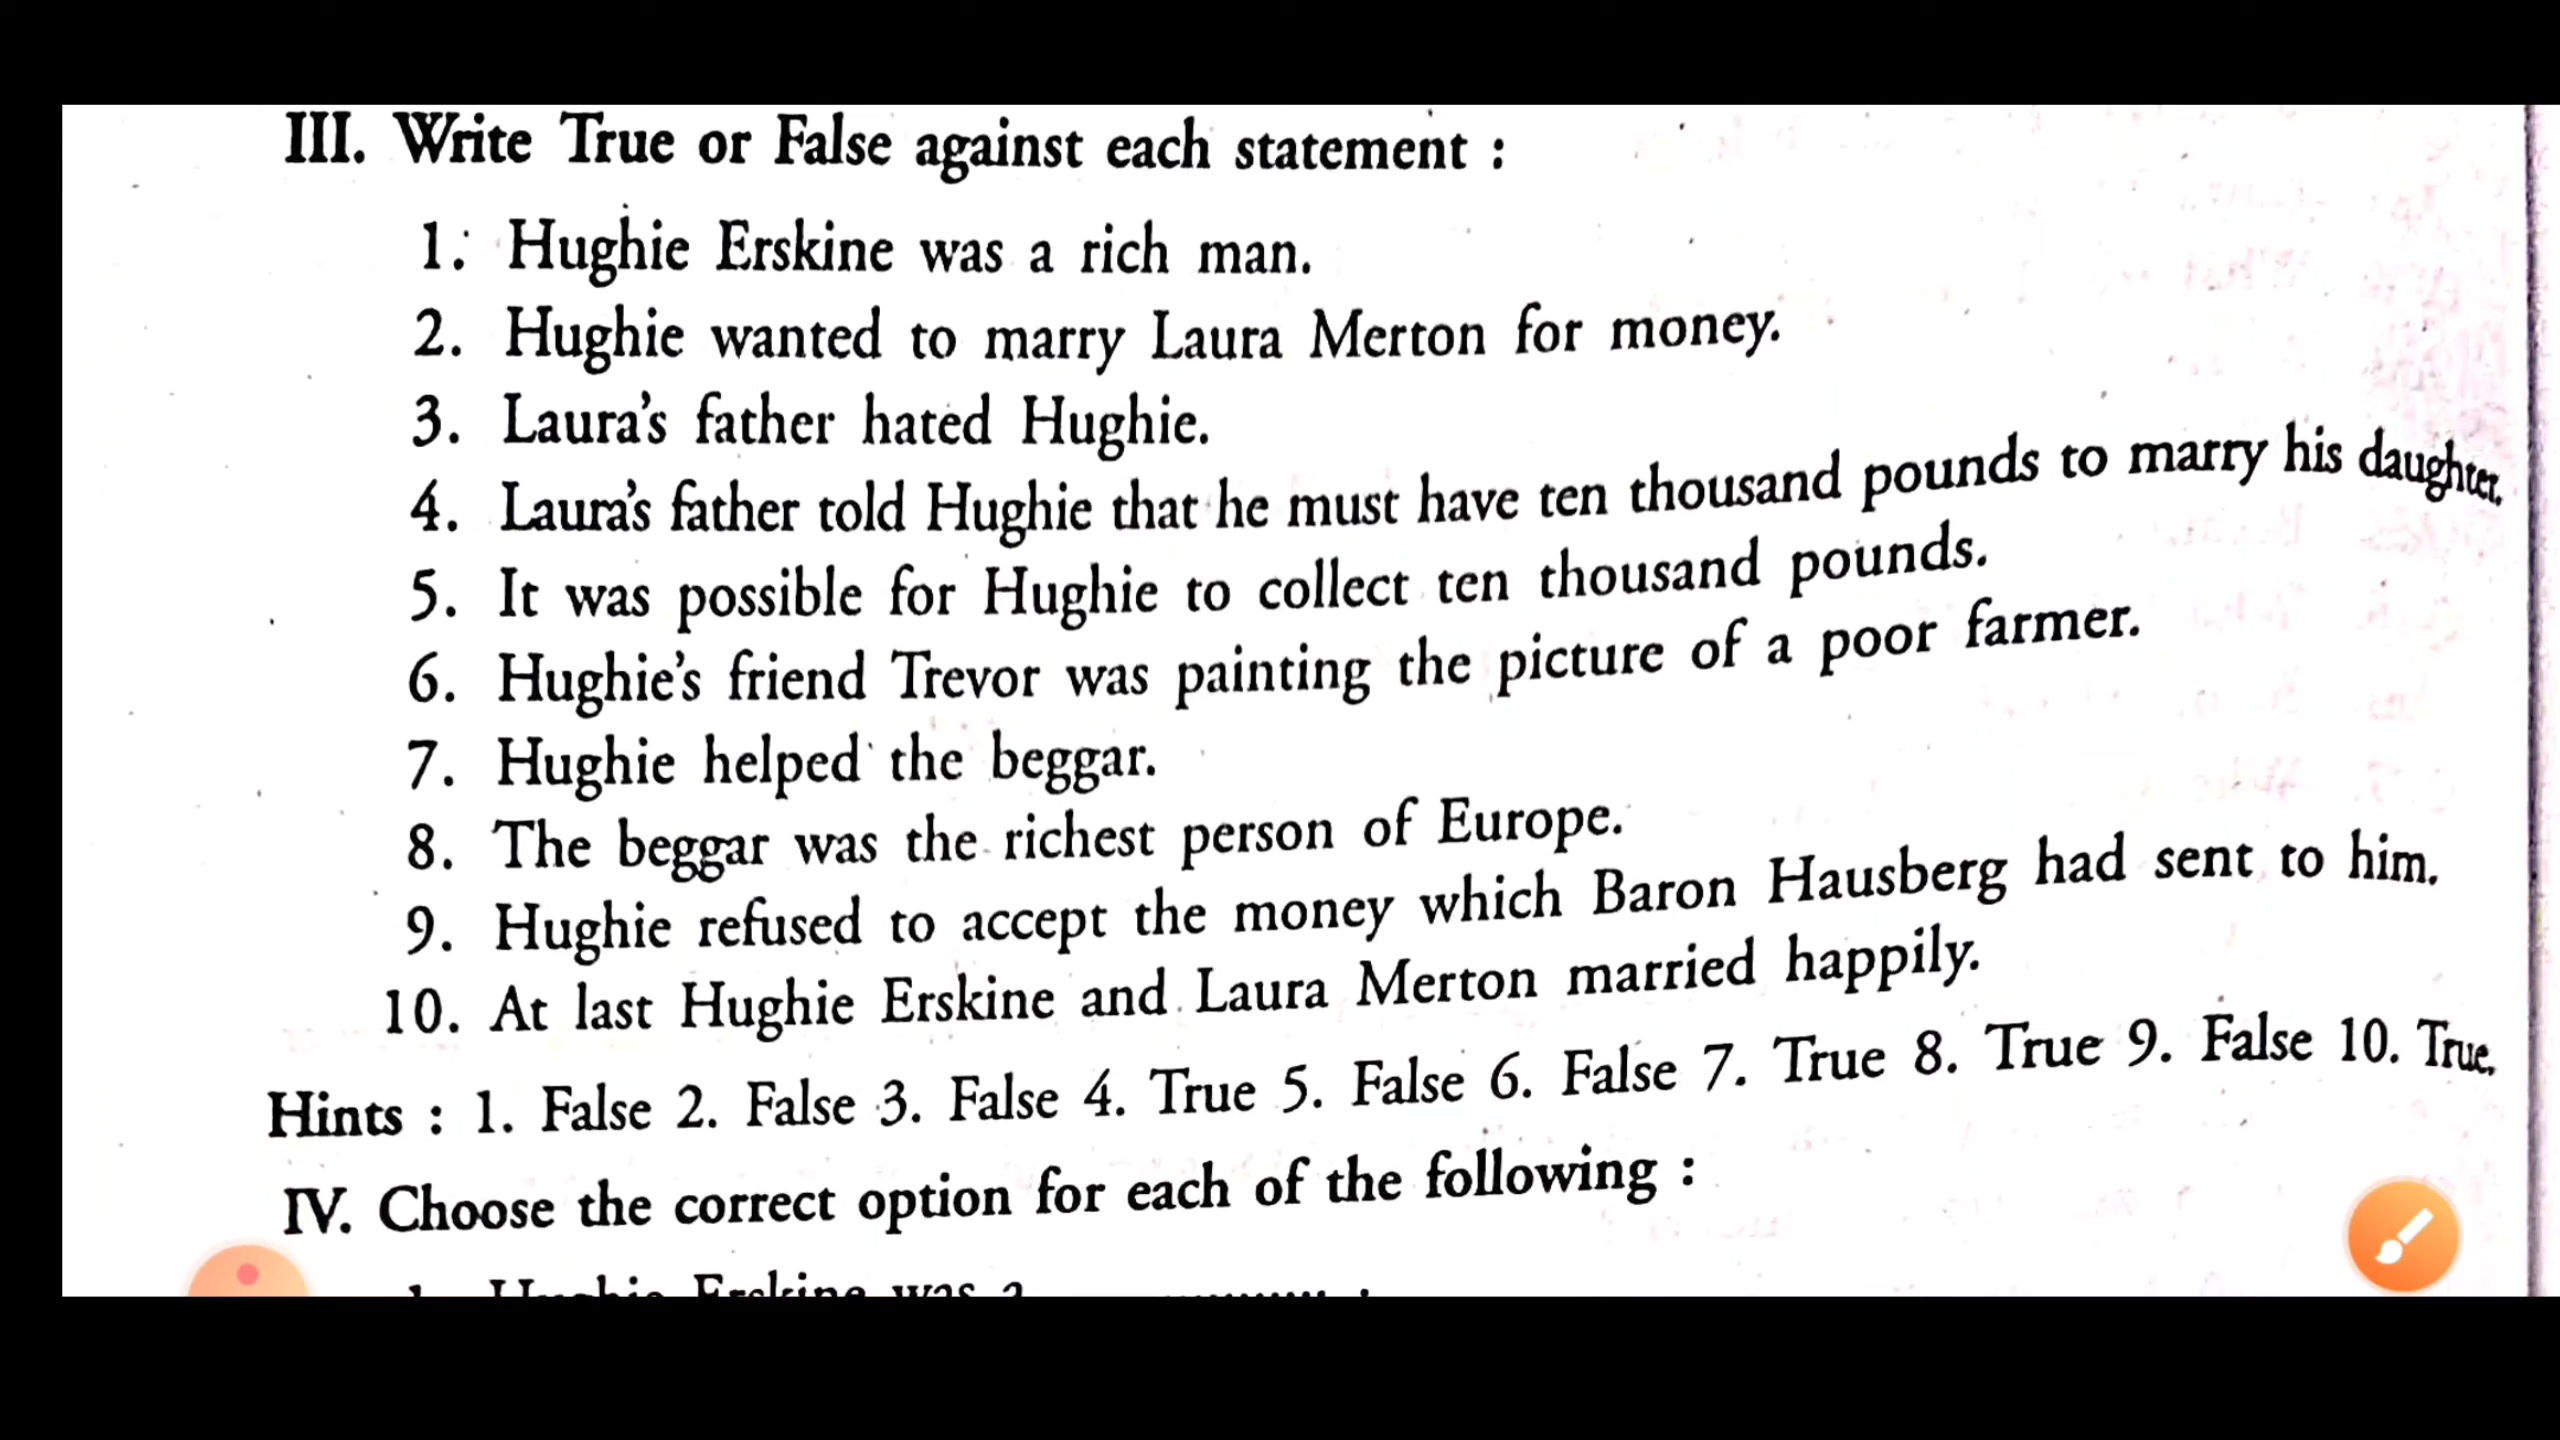 III. Write True or False against each statement :
1. Hughie Erskine was a rich man.
2. Hughie wanted to marry Laura Merton for money.
3. Laura's father hated Hughie.
4. Laura's father told Hughie that he must have ten thousand pounds to marry his daughter.
5. It was possible for Hughie to collect ten thousand pounds.
6. Hughie's friend Trevor was painting the picture of a poor farmer.
7. Hughie helped the beggar.
8. The beggar was the richest person of Europe.
9. Hughie refused to accept the money which Baron Hausberg had sent to him.
10. At last Hughie Erskine and Laura Merton married happily.
Hints : 1. False 2. False 3. False 4. True 5. False 6. False 7. True 8. True 9. False 10. True.
IV. Choose the correct option for each of the following :
Hughie Erskine was a